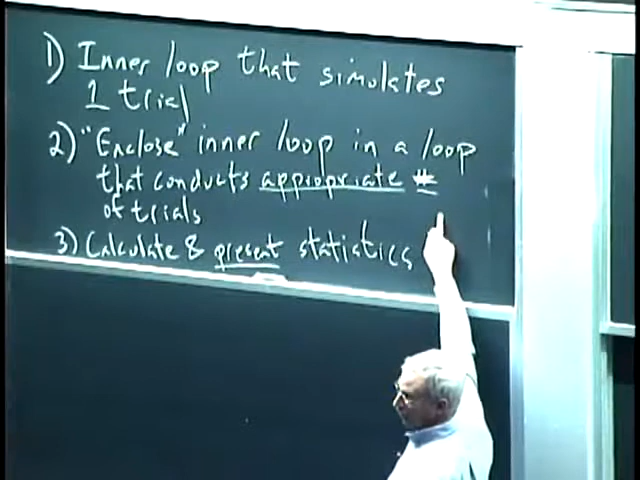 1) Inner loop that simulates
1 trial
2) "Enclose" inner loop in a loop
that conducts appropriate #
of trials
3) Calculate & present statistics